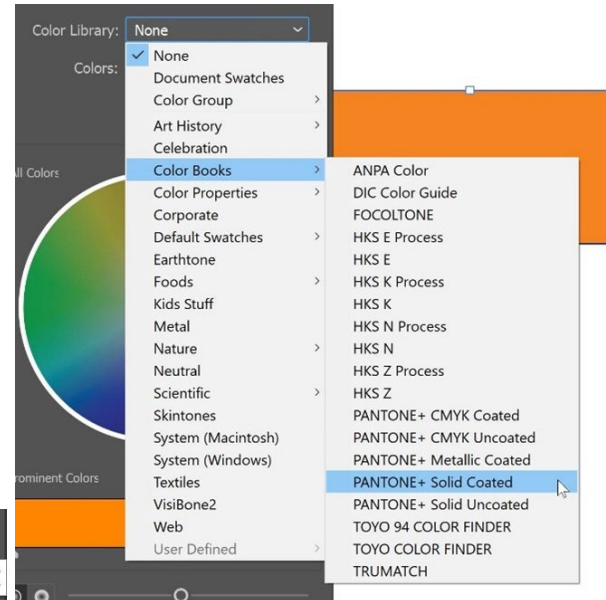 Color Library: None
Colors:
None
Document Swatches
Color Group
Art History
Celebration
Color Books
Color Properties
Corporate
Default Swatches
Earthtone
Foods
Kids Stuff
Metal
Nature
Neutral
Scientific
Skintones
System (Macintosh)
System (Windows)
Textiles
VisiBone2
Web
User Defined
ANPA Color
DIC Color Guide
FOCOLTONE
HKS E Process
HKS E
HKS K Process
HKS K
HKS N Process
HKS N
HKS Z Process
HKS Z
PANTONE+ CMYK Coated
PANTONE+ CMYK Uncoated
PANTONE+ Metallic Coated
PANTONE+ Solid Coated
PANTONE+ Solid Uncoated
TOYO 94 COLOR FINDER
TOYO COLOR FINDER
TRUMATCH
ll Colors
rominent Colors